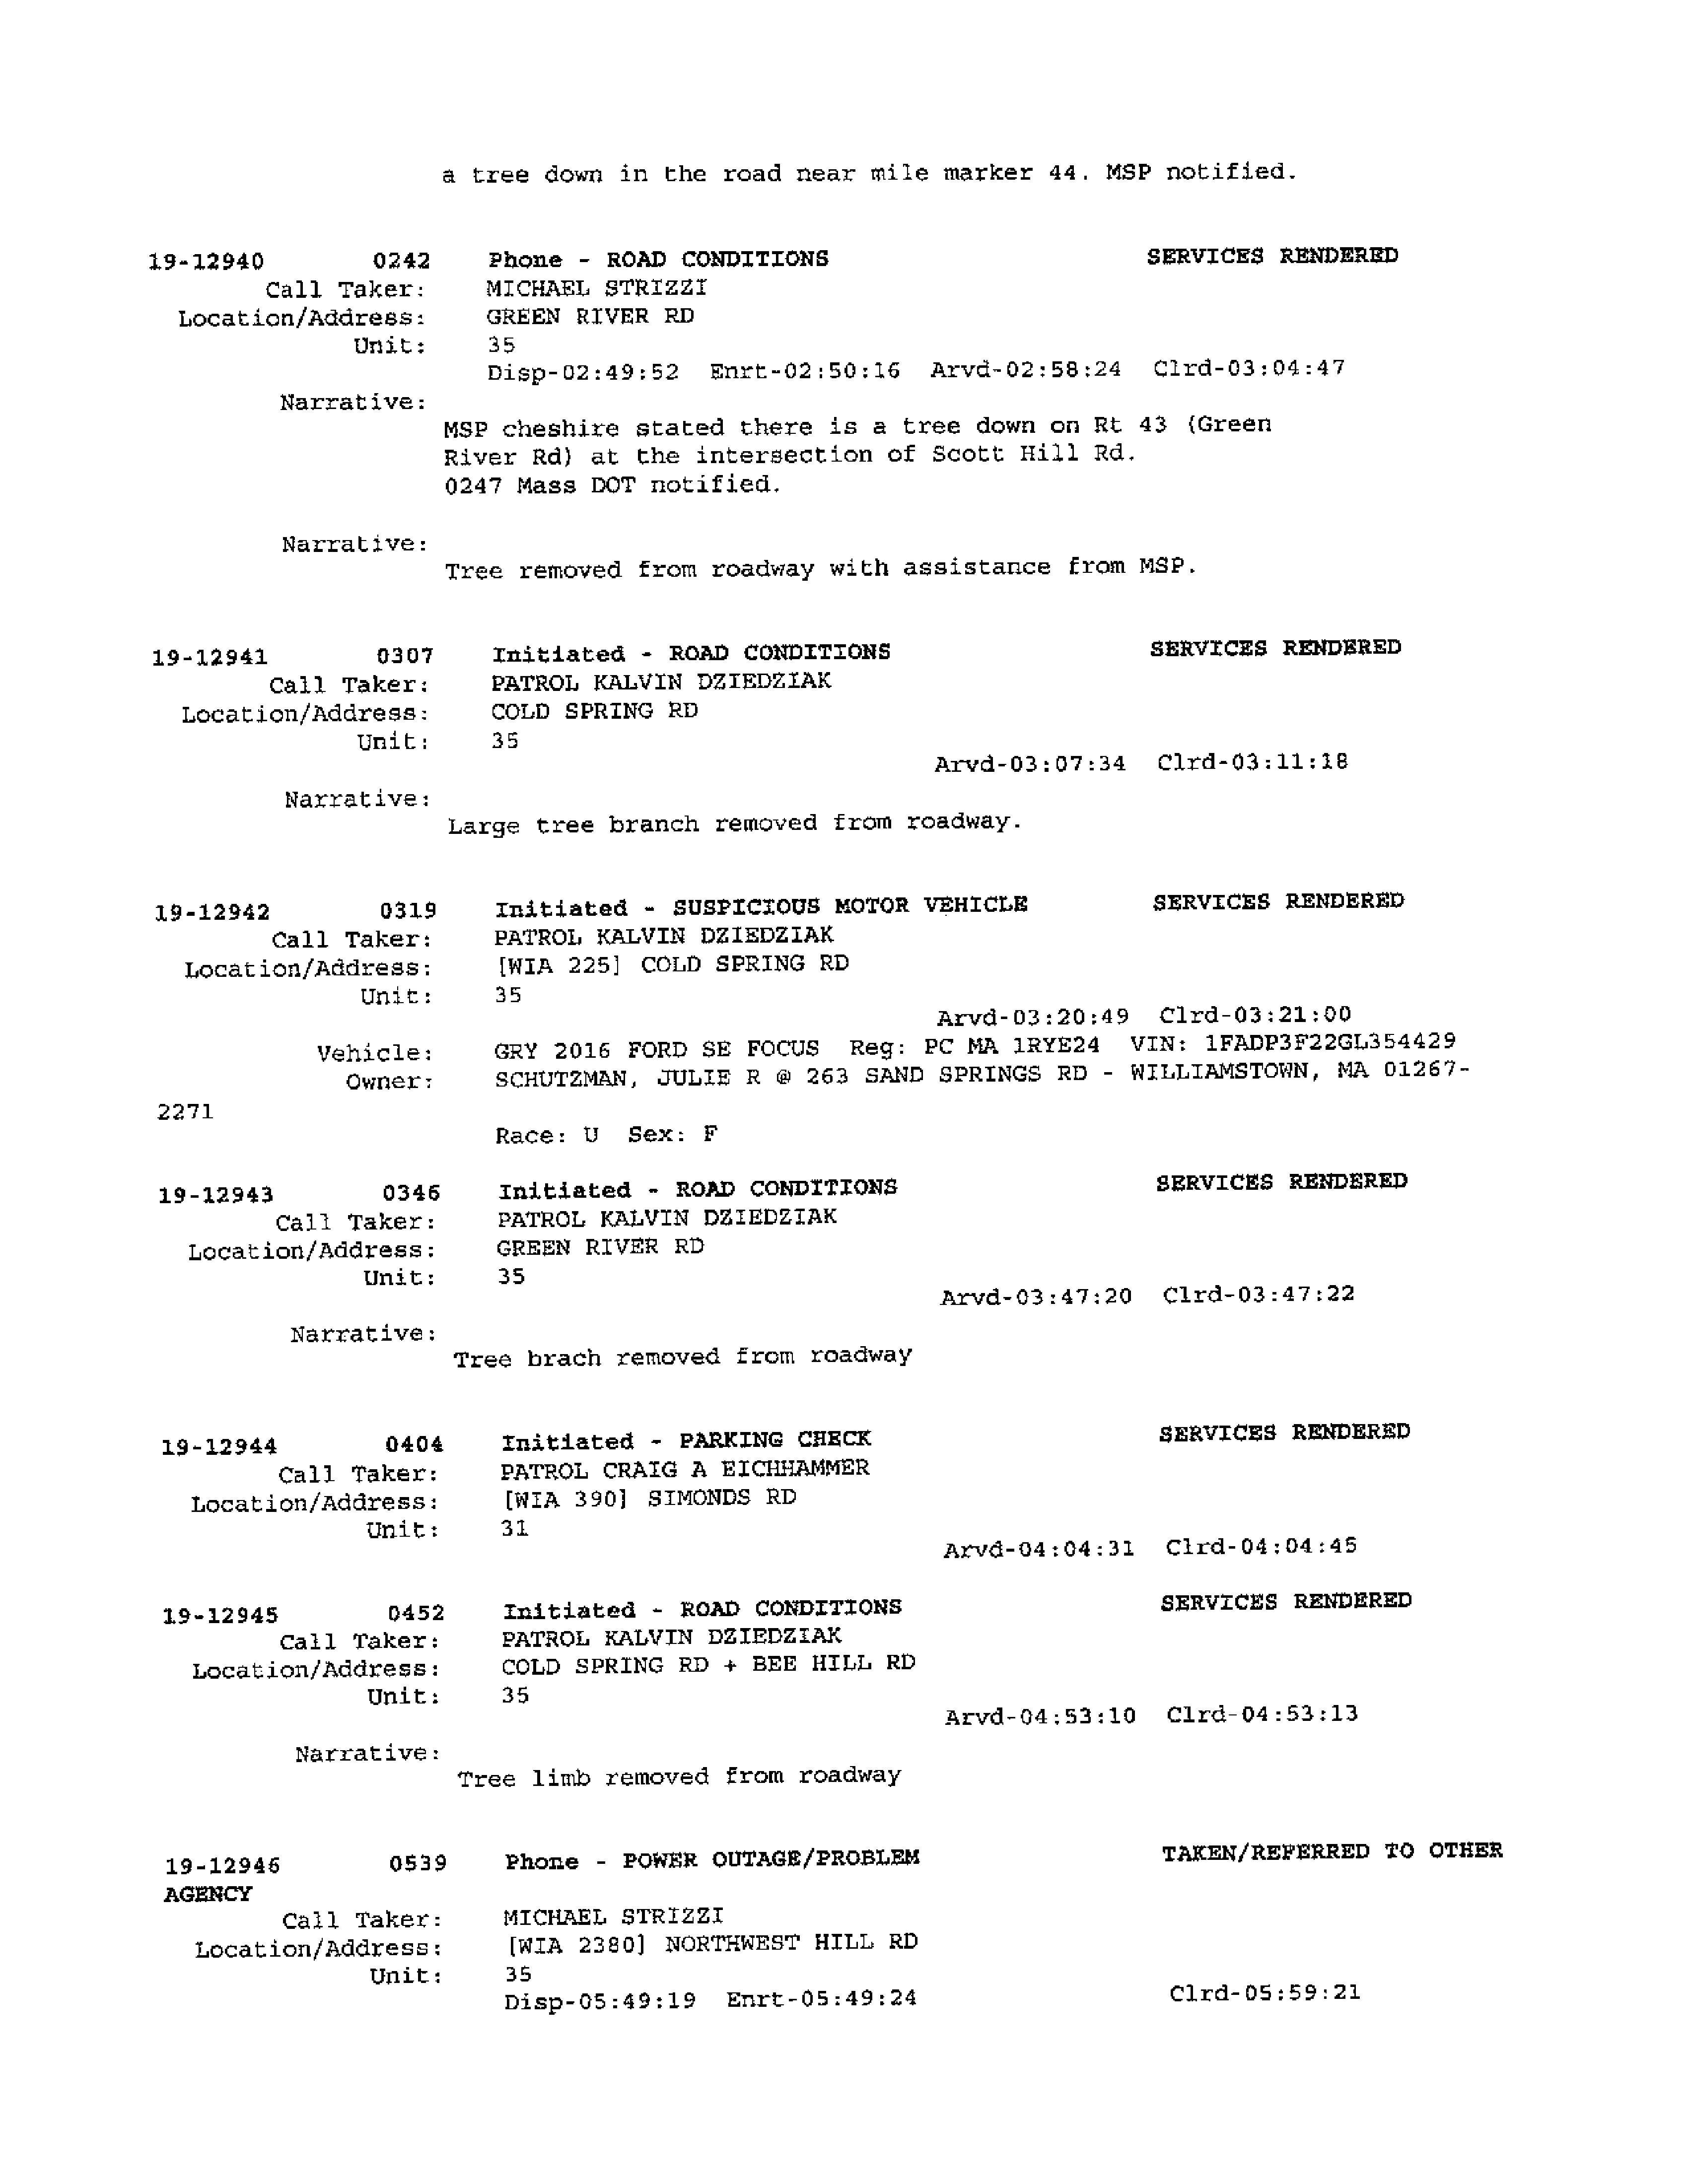 a tree down in the road near mile marker 44. MSP notified.
19-12940 0242 Phone - ROAD CONDITIONS SERVICES RENDERED
Call Taker: MICHAEL STRIZZI
Location/Address: GREEN RIVER RD
Unit: 35
Disp-02:49:52 Enrt-02:50:16 Arvd-02:58:24 Clrd-03:04:47
Narrative:
MSP cheshire stated there is a tree down on Rt 43 (Green
River Rd) at the intersection of Scott Hill Rd.
0247 Mass DOT notified.
Narrative:
Tree removed from roadway with assistance from MSP.
19-12941 0307 Initiated - ROAD CONDITIONS SERVICES RENDERED
Call Taker: PATROL KALVIN DZIEDZIAK
Location/Address: COLD SPRING RD
Unit: 35
Arvd-03:07:34 Clrd-03:11:18
Narrative:
Large tree branch removed from roadway.
19-12942 0319 Initiated - SUSPICIOUS MOTOR VEHICLE SERVICES RENDERED
Call Taker: PATROL KALVIN DZIEDZIAK
Location/Address: [WIA 225] COLD SPRING RD
Unit: 35
Arvd-03:20:49 Clrd-03:21:00
Vehicle: GRY 2016 FORD SE FOCUS Reg: PC MA 1RYE24 VIN: 1FADP3F22GL354429
Owner: SCHUTZMAN, JULIE R @ 263 SAND SPRINGS RD - WILLIAMSTOWN, MA 01267-
2271
Race: U Sex: F
19-12943 0346 Initiated - ROAD CONDITIONS SERVICES RENDERED
Call Taker: PATROL KALVIN DZIEDZIAK
Location/Address: GREEN RIVER RD
Unit: 35
Arvd-03:47:20 Clrd-03:47:22
Narrative:
Tree brach removed from roadway
19-12944 0404 Initiated - PARKING CHECK SERVICES RENDERED
Call Taker: PATROL CRAIG A EICHHAMMER
Location/Address: [WIA 390] SIMONDS RD
Unit: 31
Arvd-04:04:31 Clrd-04:04:45
19-12945 0452 Initiated - ROAD CONDITIONS SERVICES RENDERED
Call Taker: PATROL KALVIN DZIEDZIAK
Location/Address: COLD SPRING RD + BEE HILL RD
Unit: 35
Arvd-04:53:10 Clrd-04:53:13
Narrative:
Tree limb removed from roadway
19-12946 0539 Phone - POWER OUTAGE/PROBLEM TAKEN/REFERRED TO OTHER
AGENCY
Call Taker: MICHAEL STRIZZI
Location/Address: [WIA 2380] NORTHWEST HILL RD
Unit: 35
Disp-05:49:19 Enrt-05:49:24 Clrd-05:59:21